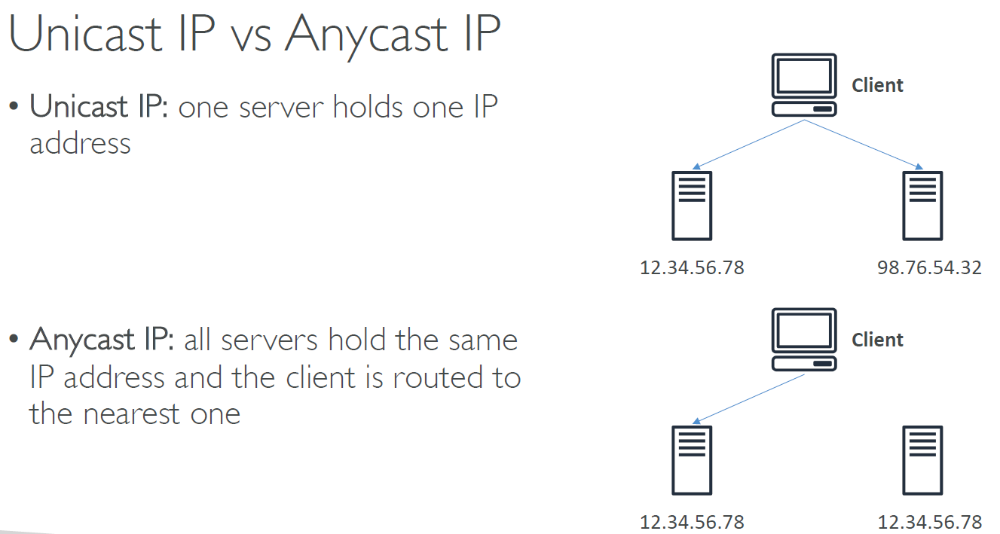 Unicast IP vs Anycast IP
• Unicast IP: one server holds one IP
address
Client
12.34.56.78
98.76.54.32
• Anycast IP: all servers hold the same
IP address and the client is routed to
the nearest one
Client
12.34.56.78
12.34.56.78